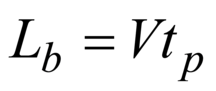 L_b = Vt_p